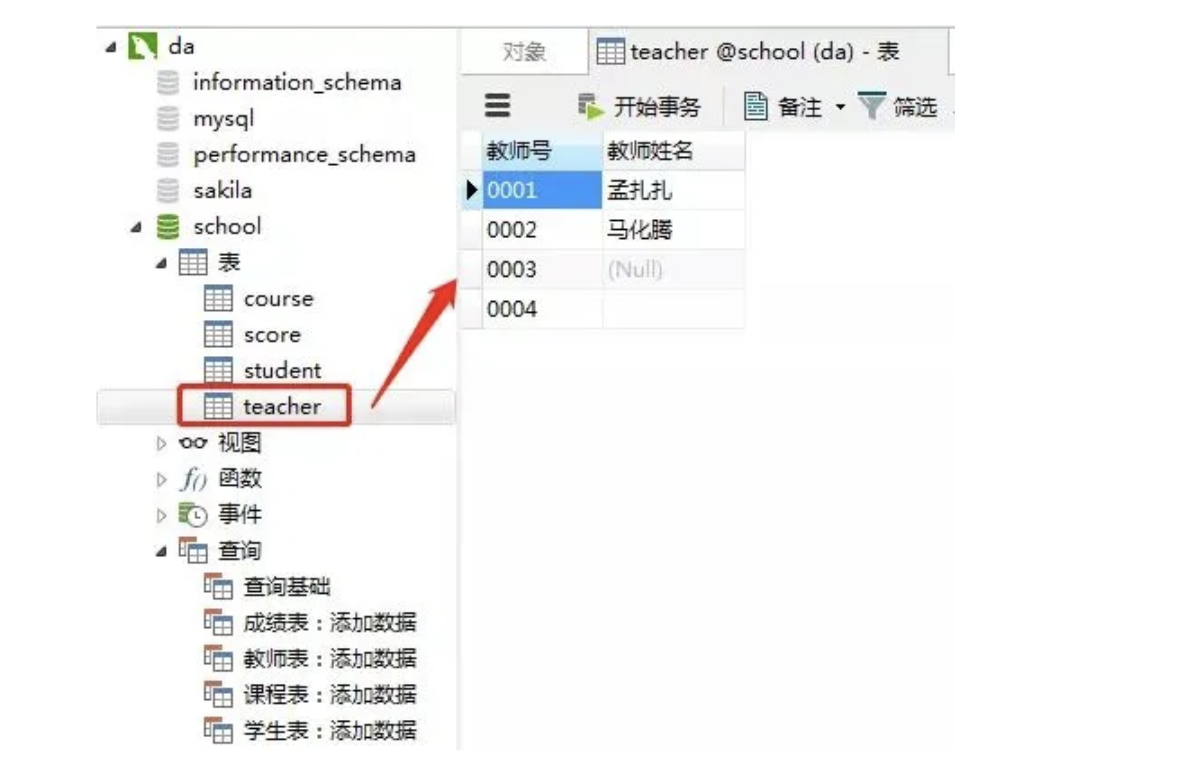 da
information_schema
mysql
performance_schema
sakila
school
表
course
score
student
teacher
视图
f()
函数
事件
查询
查询基础
成绩表：添加数据
教师表：添加数据
课程表：添加数据
学生表：添加数据
对象
teacher @school (da) - 表
开始事务
备注
筛选
教师号 教师姓名
0001 孟扎扎
0002 马化腾
0003 (Null)
0004